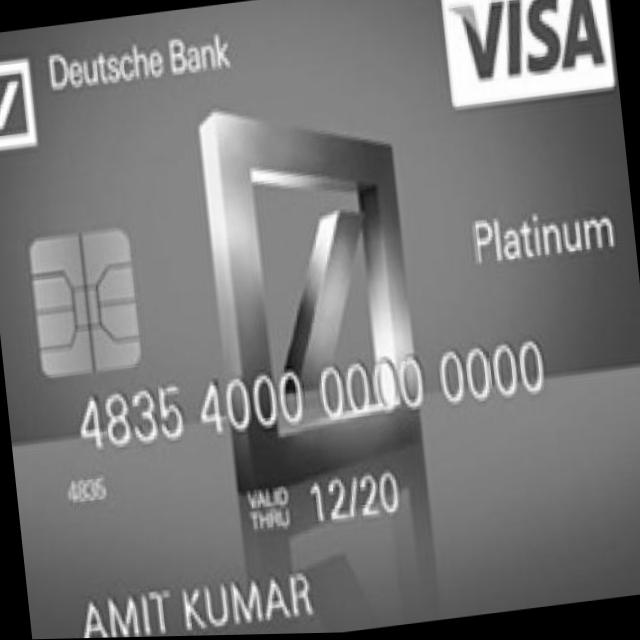 Deutsche Bank
VISA
Platinum
4835 4000 0000 0000
4835
VALID THRU 12/20
AMIT KUMAR